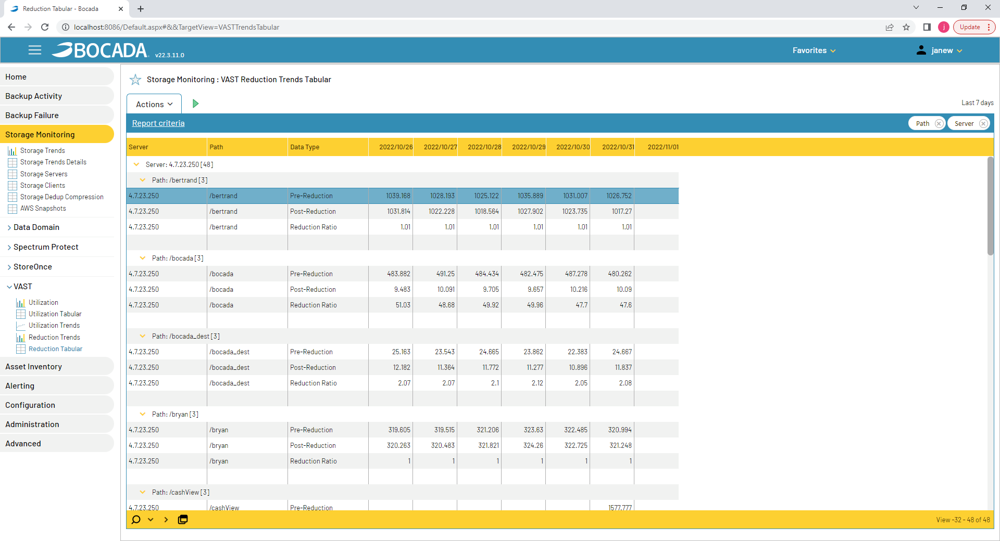 Reduction Tabular - Bocada
localhost:8086/Default.aspx#&&TargetView=VASTTrendsTabular
j
Update
BOCADA v22.3.11.0
Favorites
janew
Home
Backup Activity
Backup Failure
Storage Monitoring
Storage Trends
Storage Trends Details
Storage Servers
Storage Clients
Storage Dedup Compression
AWS Snapshots
Data Domain
Spectrum Protect
StoreOnce
VAST
Utilization
Utilization Tabular
Utilization Trends
Reduction Trends
Reduction Tabular
Asset Inventory
Alerting
Configuration
Administration
Advanced
Storage Monitoring : VAST Reduction Trends Tabular
Actions
Last 7 days
Report criteria
Path
Server
Server Path Data Type 2022/10/26 2022/10/27 2022/10/28 2022/10/29 2022/10/30 2022/10/31 2022/11/01
Server: 4.7.23.250 [48]
Path: /bertrand [3]
4.7.23.250 /bertrand Pre-Reduction 1039.168 1028.193 1025.122 1035.889 1031.007 1026.752
4.7.23.250 /bertrand Post-Reduction 1031.814 1022.228 1018.564 1027.902 1023.735 1017.27
4.7.23.250 /bertrand Reduction Ratio 1.01 1.01 1.01 1.01 1.01 1.01
Path: /bocada [3]
4.7.23.250 /bocada Pre-Reduction 483.882 491.25 484.434 482.475 487.278 480.262
4.7.23.250 /bocada Post-Reduction 9.483 10.091 9.705 9.657 10.216 10.09
4.7.23.250 /bocada Reduction Ratio 51.03 48.68 49.92 49.96 47.7 47.6
Path: /bocada_dest [3]
4.7.23.250 /bocada_dest Pre-Reduction 25.163 23.543 24.665 23.862 22.383 24.667
4.7.23.250 /bocada_dest Post-Reduction 12.182 11.364 11.772 11.277 10.896 11.837
4.7.23.250 /bocada_dest Reduction Ratio 2.07 2.07 2.1 2.12 2.05 2.08
Path: /bryan [3]
4.7.23.250 /bryan Pre-Reduction 319.605 319.515 321.206 323.63 322.485 320.994
4.7.23.250 /bryan Post-Reduction 320.263 320.483 321.821 324.26 322.725 321.248
4.7.23.250 /bryan Reduction Ratio 1 1 1 1 1 1
Path: /cashView [3]
4.7.23.250 /cashView Pre-Reduction 1577.777
View -32 - 48 of 48